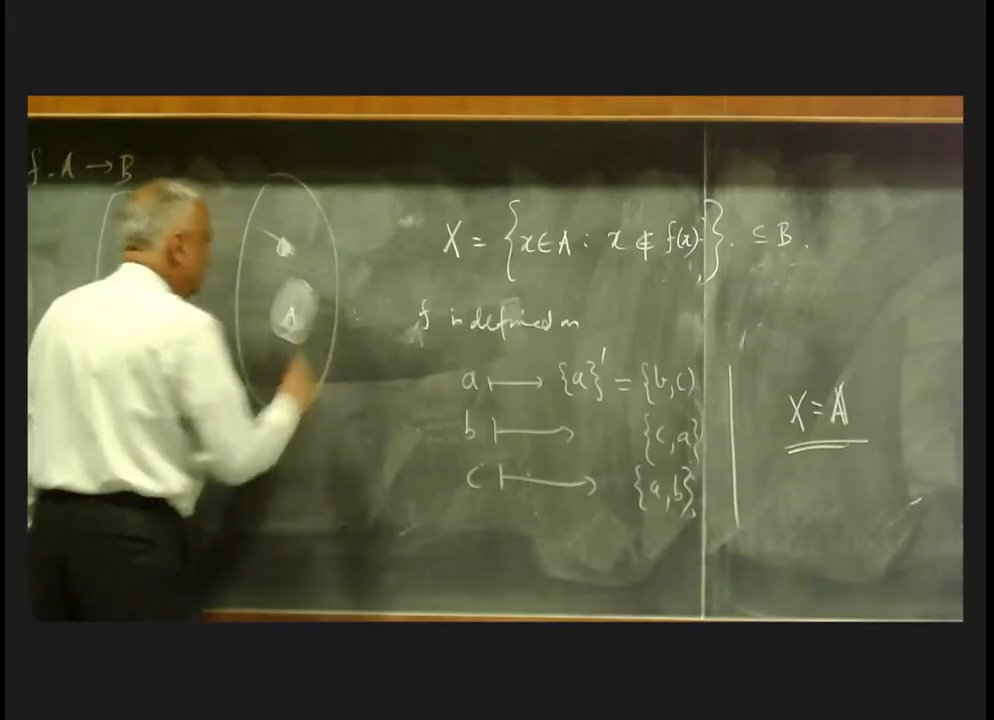 f. A → B
X = {x ∈ A : x ∉ f(x)}. ⊆ B.
A
f is defined as
a ↦ {a}' = {b, c}
b ↦ {c, a}
c ↦ {a, b}
X = A